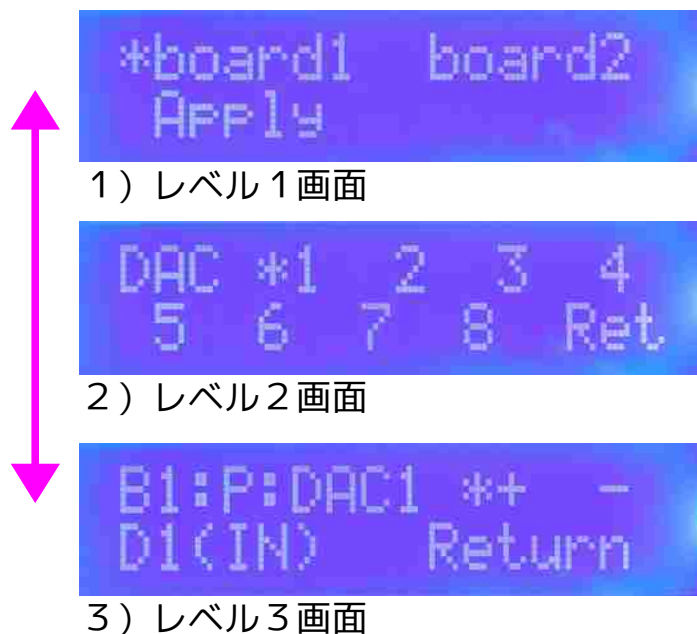 *board1 board2
Apply
1）レベル1画面
DAC *1 2 3 4
5 6 7 8 Ret
2）レベル2画面
B1:P:DAC1 *+ -
D1(IN) Return
3）レベル3画面